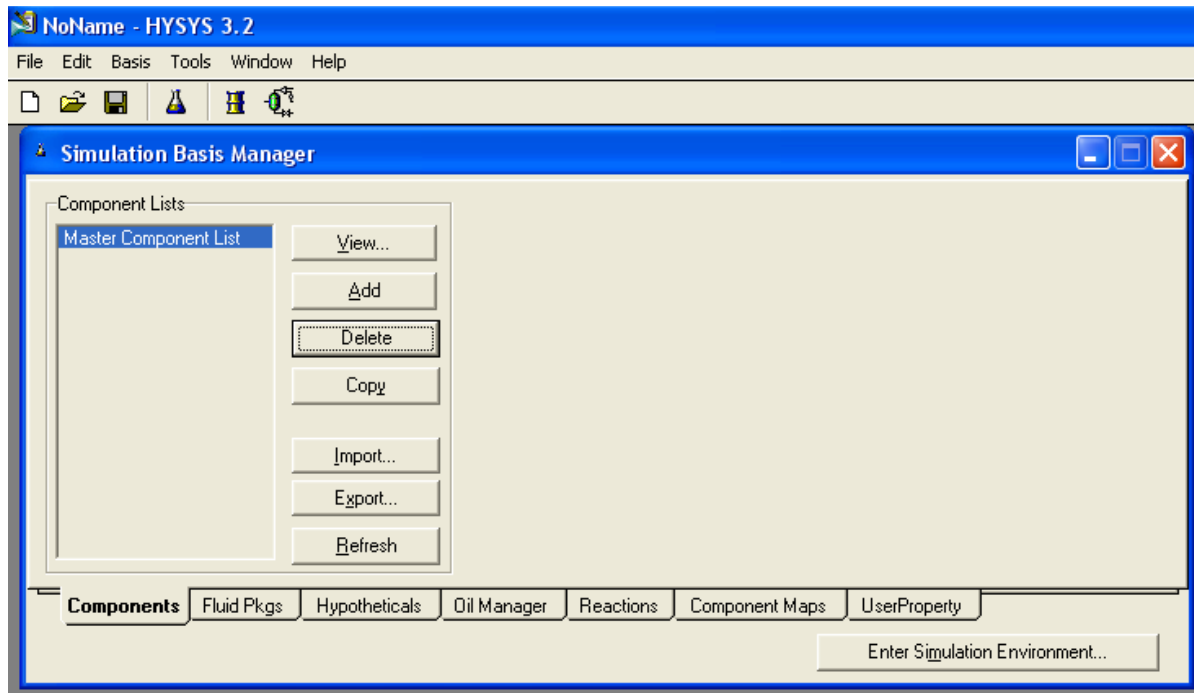 NoName - HYSYS 3.2
File Edit Basis Tools Window Help
Simulation Basis Manager
Component Lists
Master Component List
View...
Add
Delete
Copy
Import...
Export...
Refresh
Components Fluid Pkgs Hypotheticals Oil Manager Reactions Component Maps UserProperty
Enter Simulation Environment...